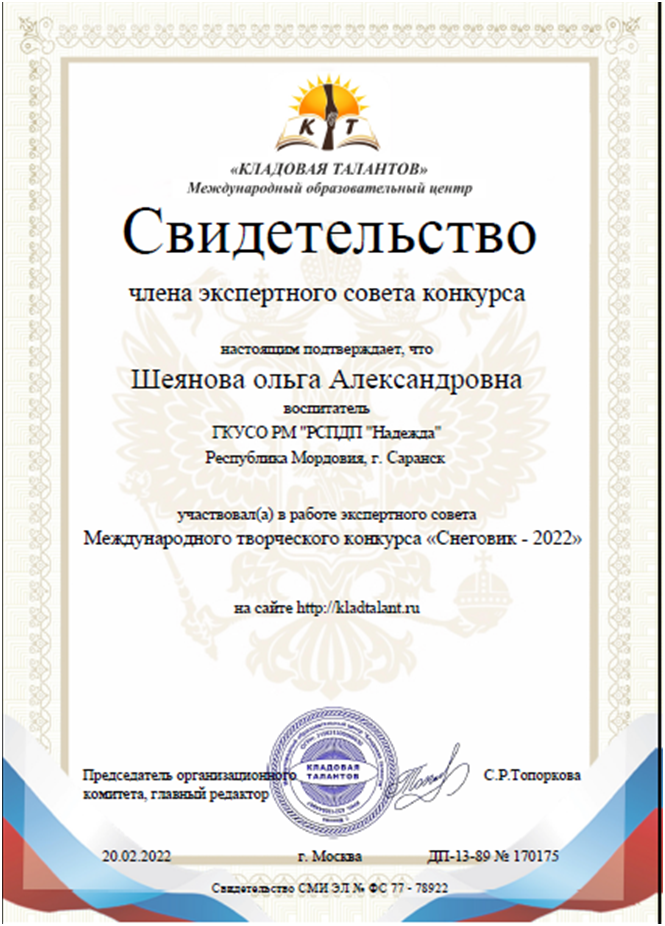 К Т
«КЛАДОВАЯ ТАЛАНТОВ»
Международный образовательный центр
Свидетельство
члена экспертного совета конкурса
настоящим подтверждает, что
Шеянова ольга Александровна
воспитатель
ГКУСО РМ "РСПДП "Надежда"
Республика Мордовия, г. Саранск
участвовал(а) в работе экспертного совета
Международного творческого конкурса «Снеговик - 2022»
на сайте http://kladtalant.ru
КЛАДОВАЯ
ТАЛАНТОВ
Председатель организационного
комитета, главный редактор
С.Р.Топоркова
20.02.2022 г. Москва ДП-13-89 № 170175
Свидетельство СМИ ЭЛ № ФС 77 - 78922